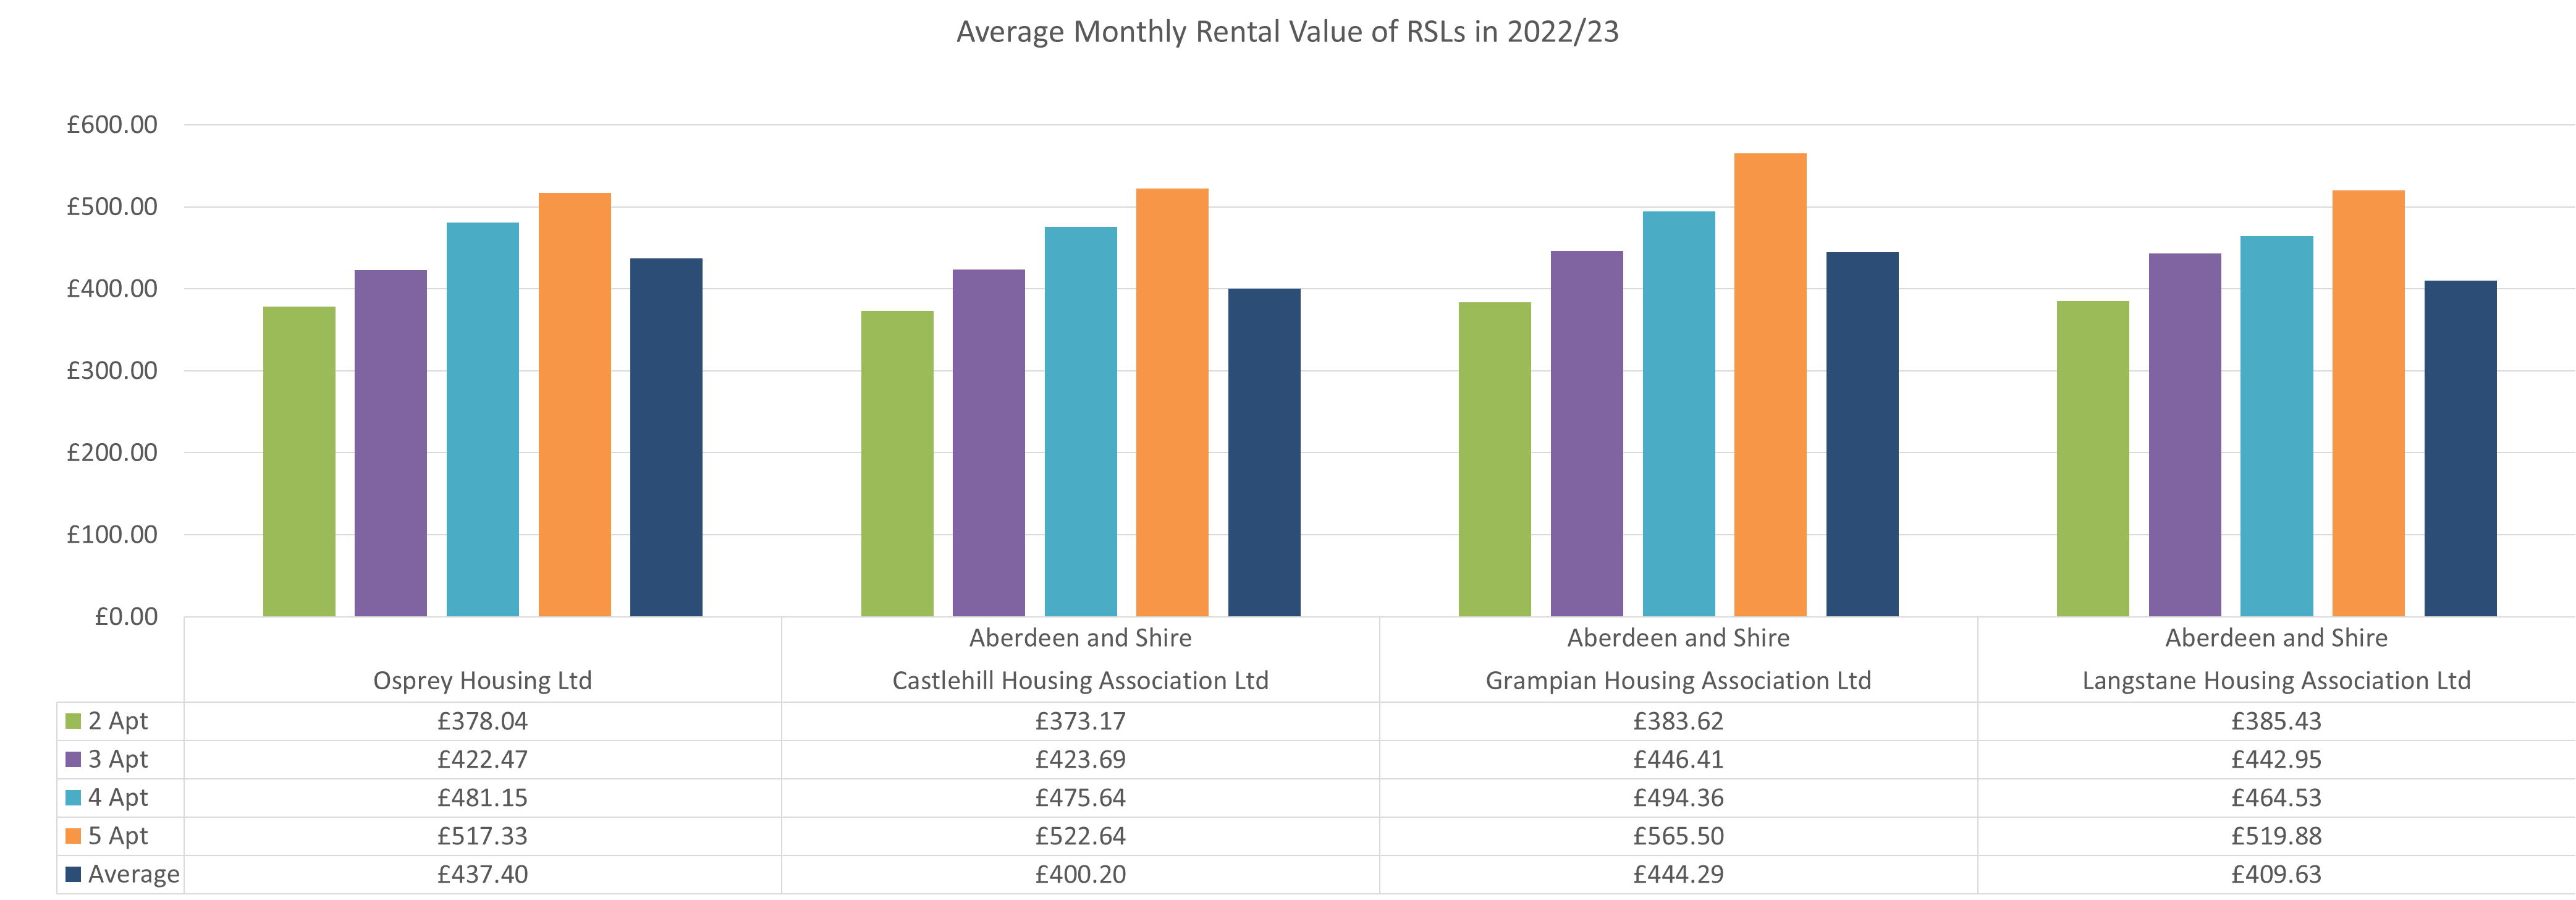 Average Monthly Rental Value of RSLs in 2022/23
£600.00
£500.00
£400.00
£300.00
£200.00
£100.00
£0.00
Aberdeen and Shire Aberdeen and Shire Aberdeen and Shire
Osprey Housing Ltd Castlehill Housing Association Ltd Grampian Housing Association Ltd Langstane Housing Association Ltd
2 Apt £378.04 £373.17 £383.62 £385.43
3 Apt £422.47 £423.69 £446.41 £442.95
4 Apt £481.15 £475.64 £494.36 £464.53
5 Apt £517.33 £522.64 £565.50 £519.88
Average £437.40 £400.20 £444.29 £409.63